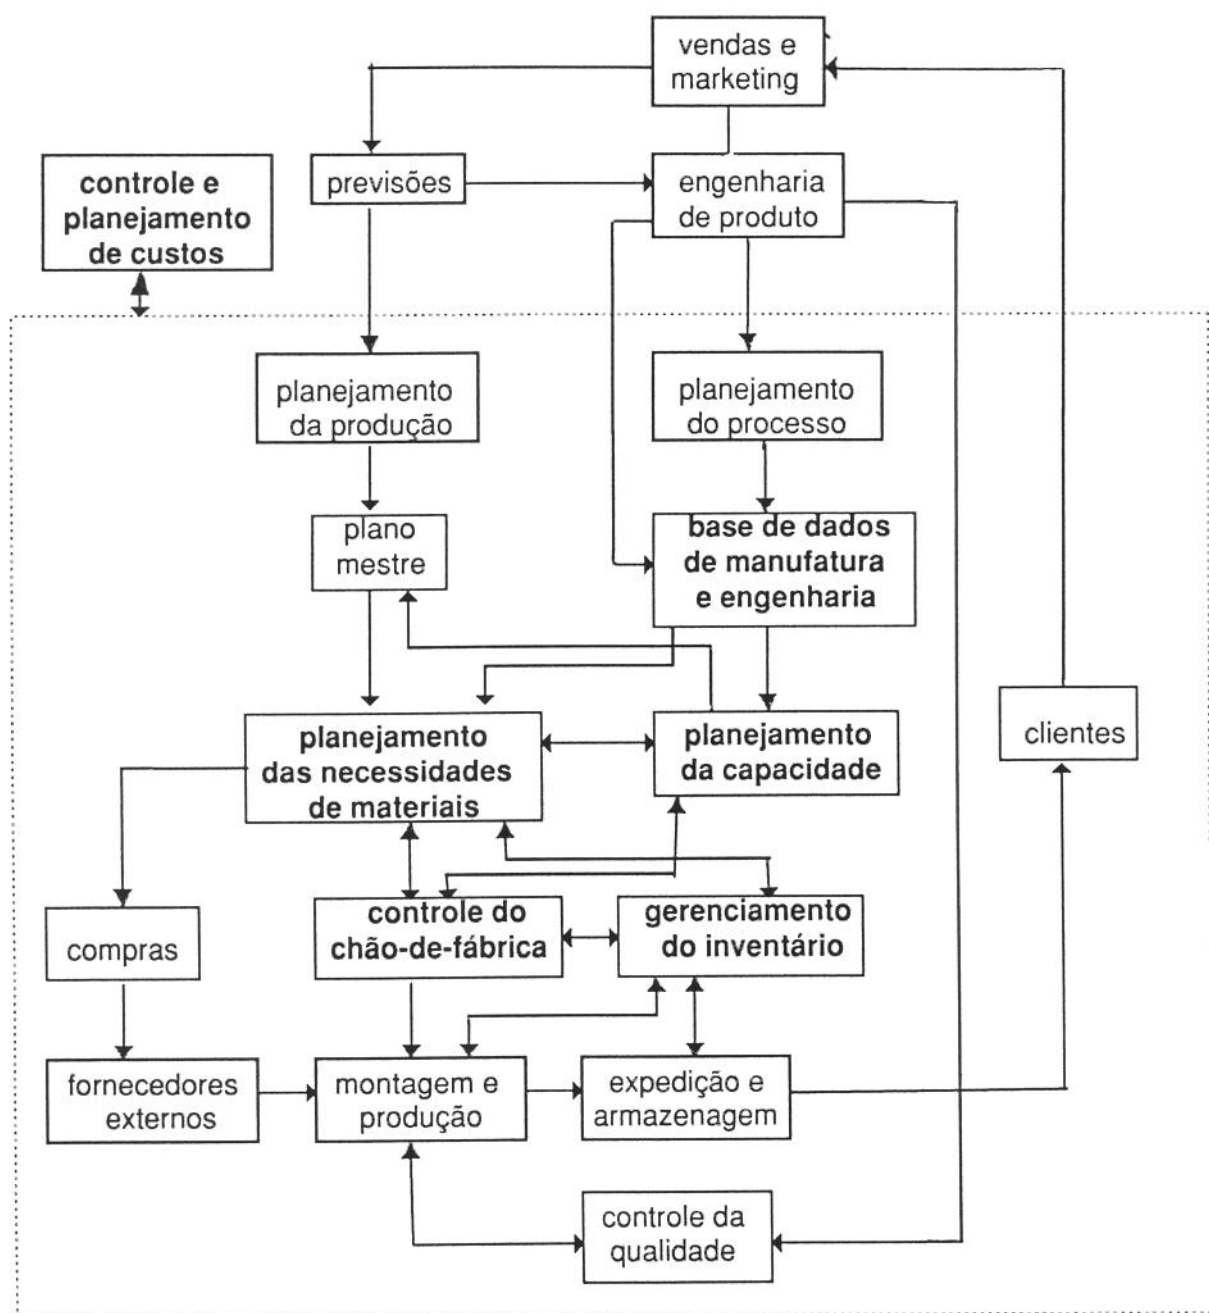 vendas e
marketing
controle e
planejamento
de custos
previsões
engenharia
de produto
planejamento
da produção
planejamento
do processo
plano
mestre
base de dados
de manufatura
e engenharia
planejamento
das necessidades
de materiais
planejamento
da capacidade
clientes
compras
controle do
chão-de-fábrica
gerenciamento
do inventário
fornecedores
externos
montagem e
produção
expedição e
armazenagem
controle da
qualidade